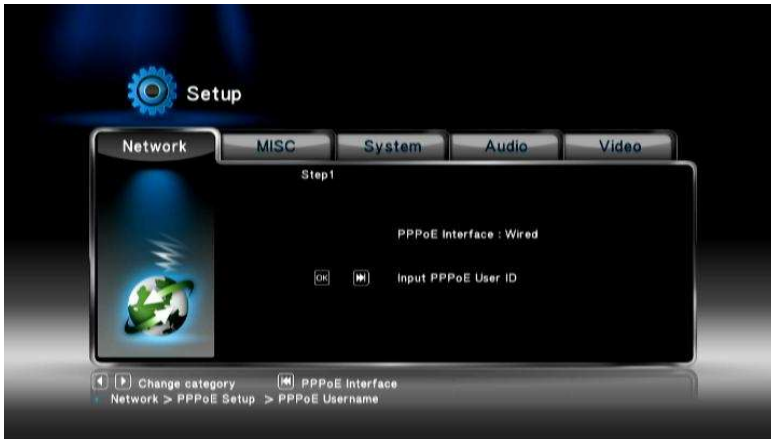 Setup
Network MISC System Audio Video
Step1
PPPoE Interface : Wired
OK Input PPPoE User ID
Change category PPPoE Interface
Network > PPPoE Setup > PPPoE Username